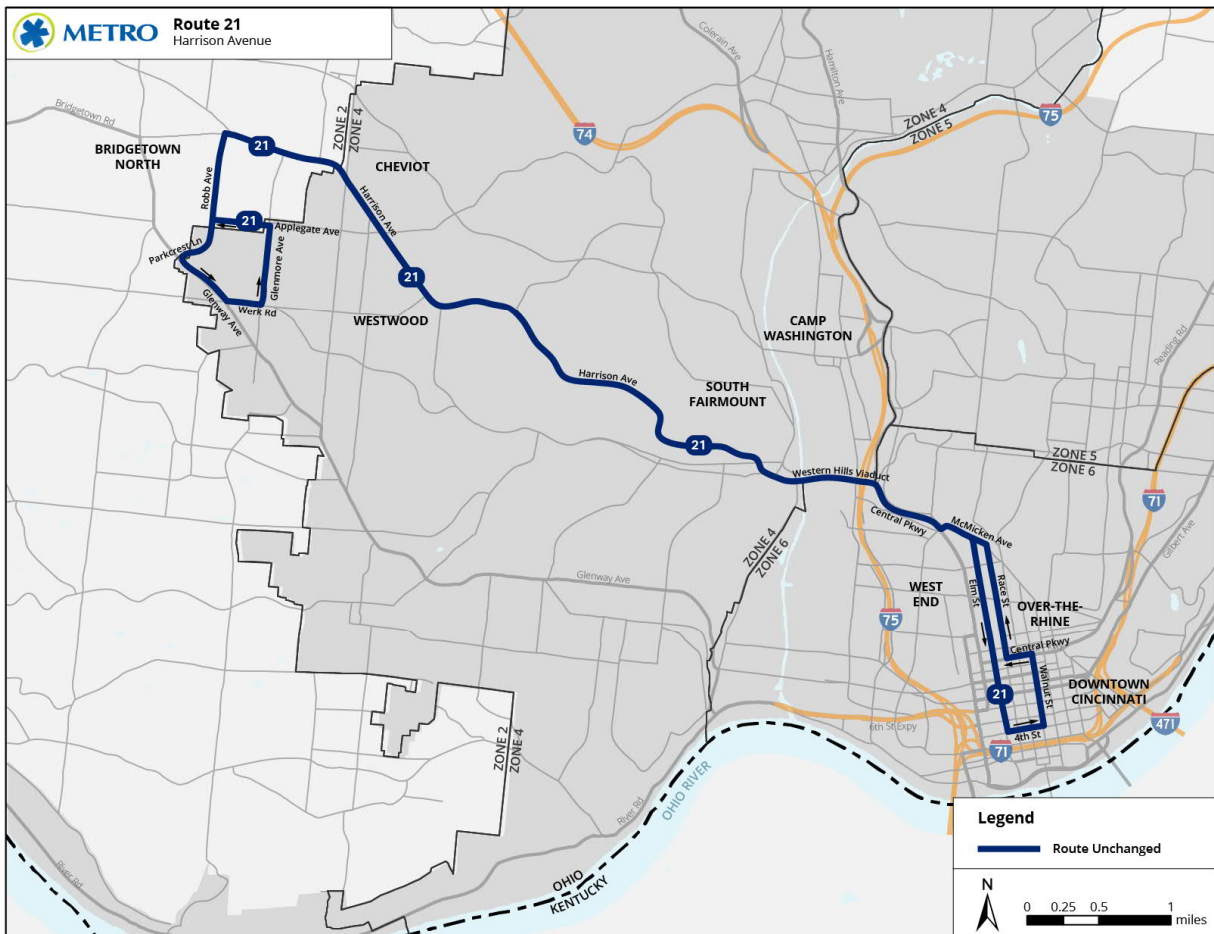 METRO
Route 21
Harrison Avenue
Colerain Ave
Hamilton Ave
ZONE 4
ZONE 5
75
74
Bridgetown Rd
BRIDGETOWN
NORTH
21
ZONE 2
ZONE 4
CHEVIOT
Robb Ave
Harrison Ave
21
Applegate Ave
Parkcrest Ln
Glenmore Ave
Glenway Ave
Werk Rd
21
WESTWOOD
CAMP
WASHINGTON
Reading Rd
Harrison Ave
SOUTH
FAIRMOUNT
21
Western Hills Viaduct
ZONE 5
ZONE 6
71
Gilbert Ave
Central Pkwy
McMicken Ave
ZONE 4
ZONE 6
Glenway Ave
WEST
END
Elm St
Race St
OVER-THE-
RHINE
75
Central Pkwy
Walnut St
DOWNTOWN
CINCINNATI
21
6th St Expy
4th St
71
471
ZONE 2
ZONE 4
OHIO RIVER
River Rd
River Rd
OHIO
KENTUCKY
Legend
Route Unchanged
N
0 0.25 0.5 1
miles